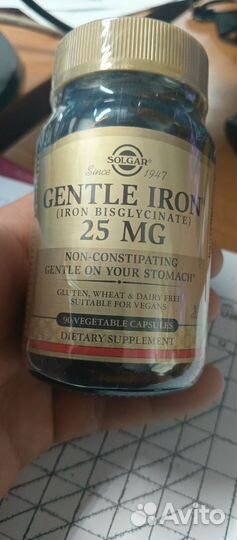 SOLGAR®
Since 1947
GENTLE IRON®
(IRON BISGLYCINATE)
25 MG
NON-CONSTIPATING
GENTLE ON YOUR STOMACH*
GLUTEN, WHEAT & DAIRY FREE
SUITABLE FOR VEGANS
90 VEGETABLE CAPSULES
DIETARY SUPPLEMENT
Avito